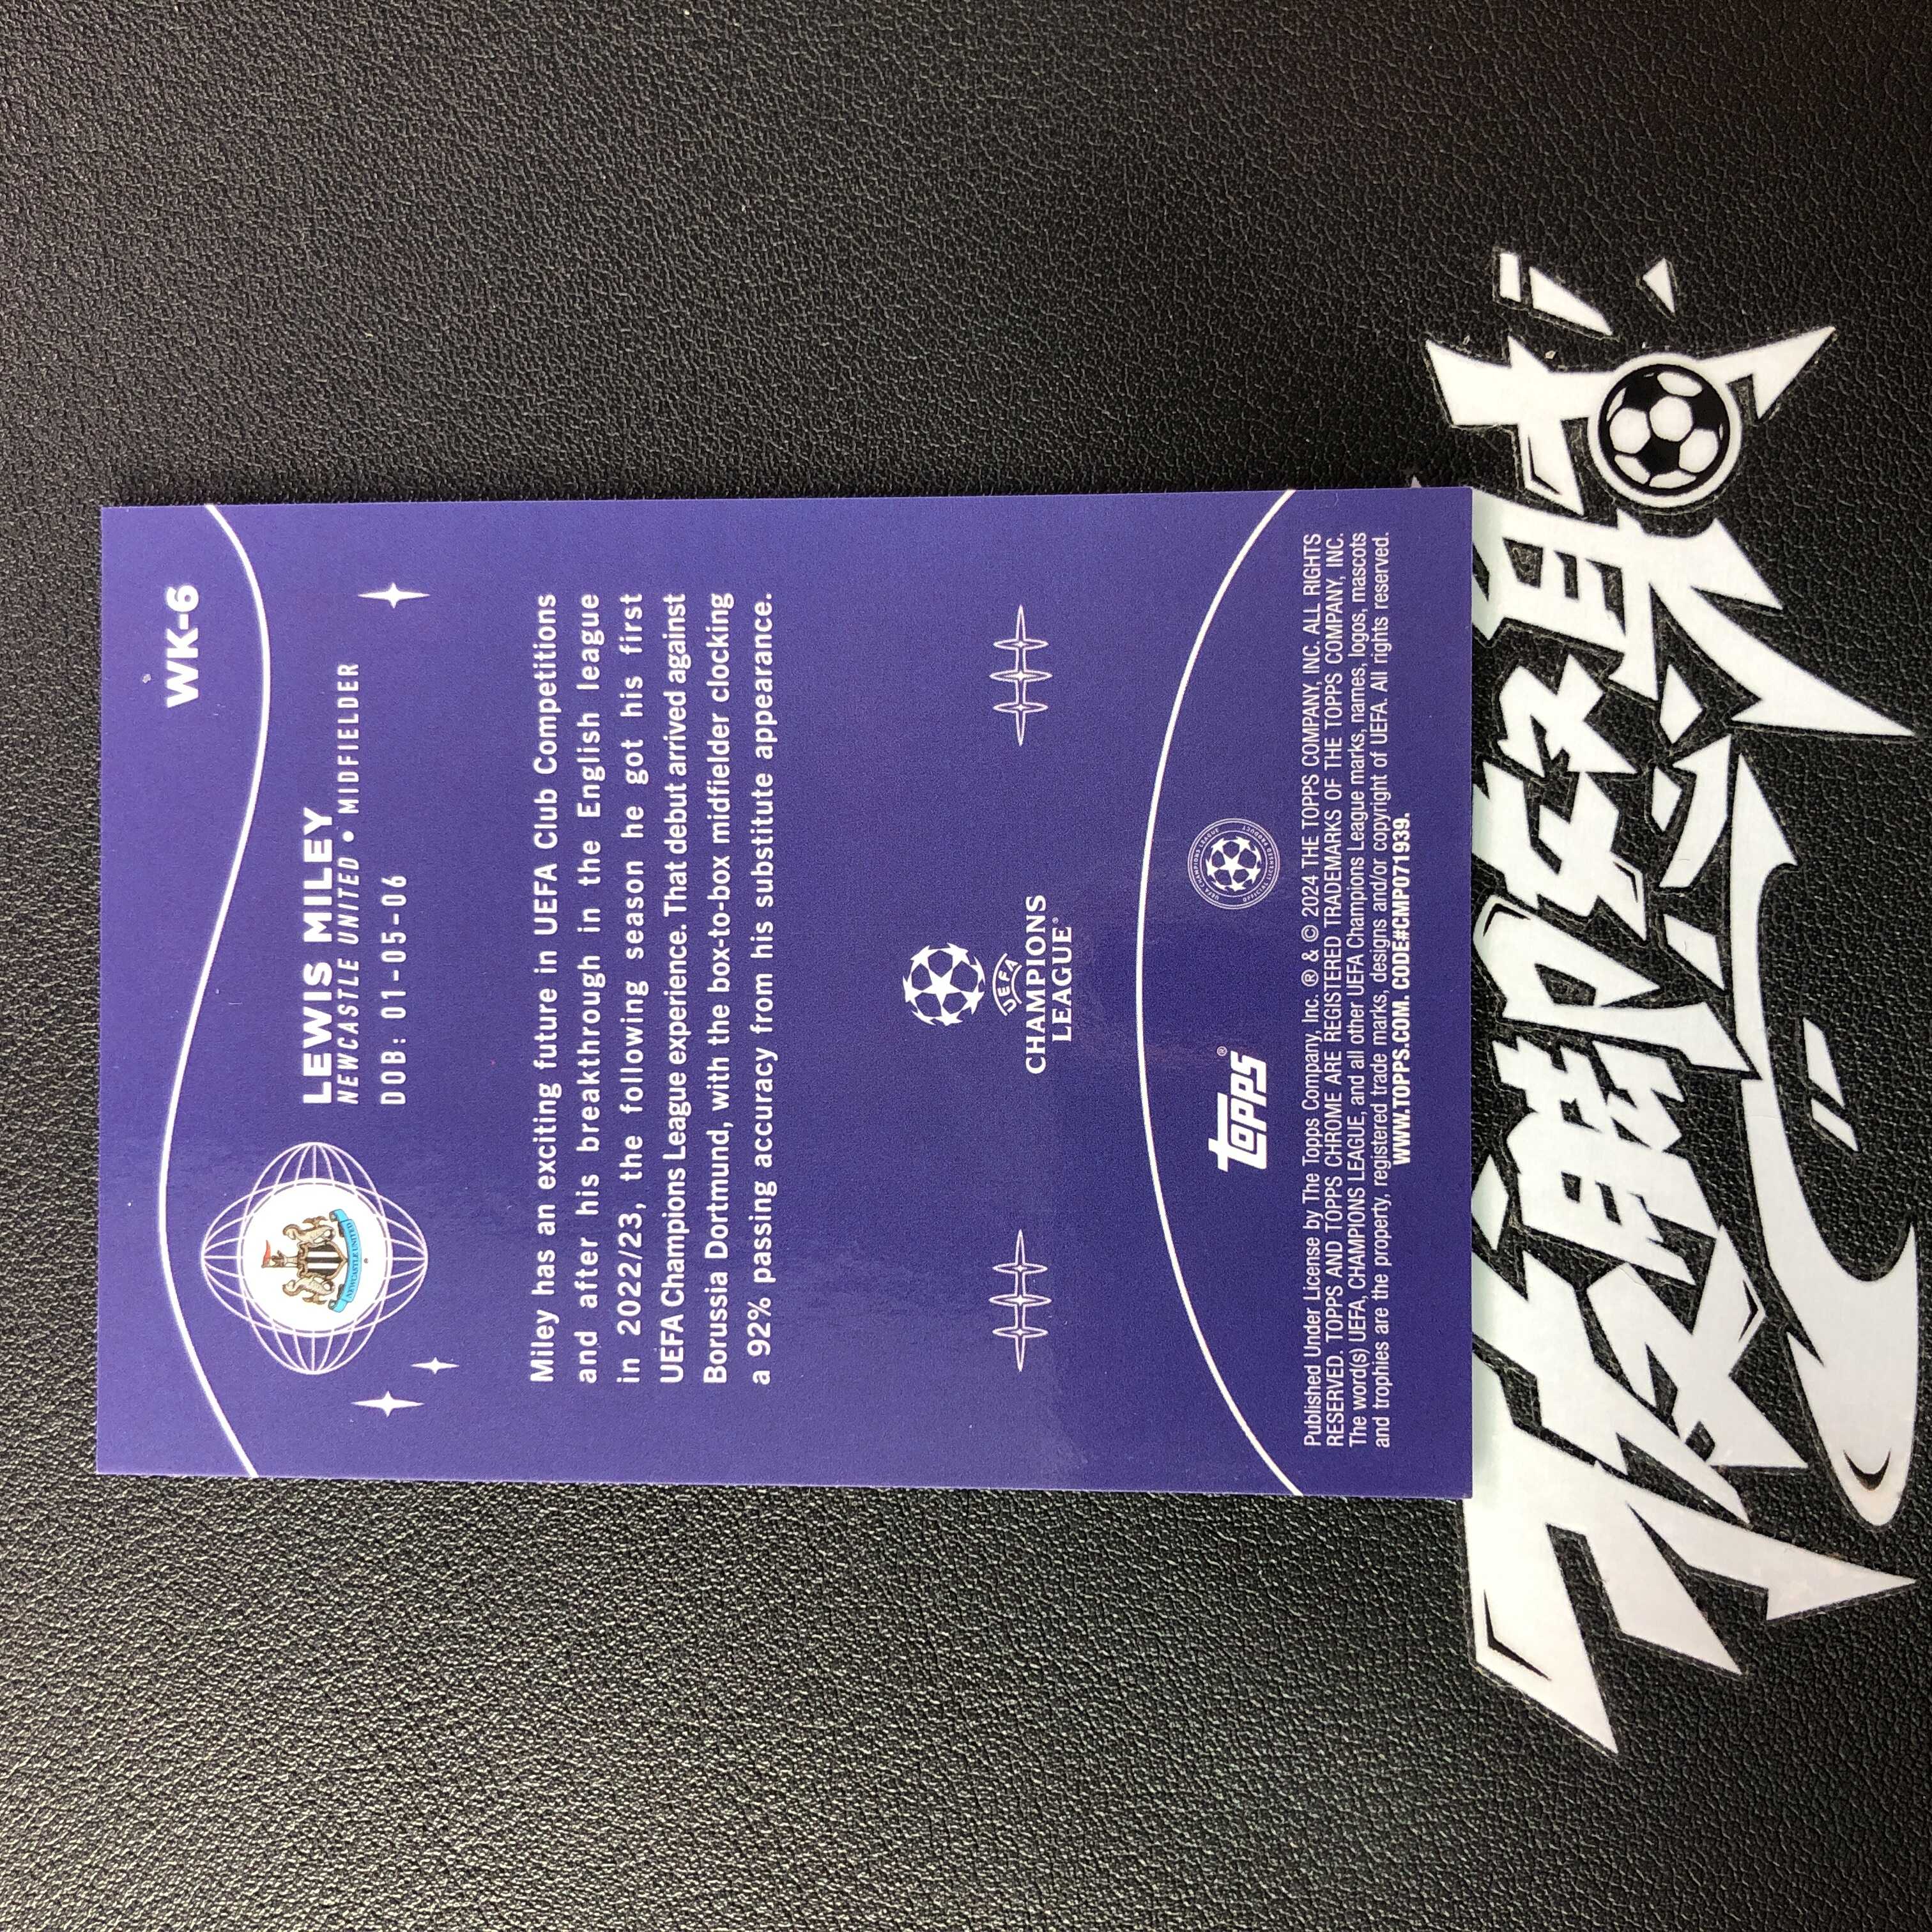 WK-6
LEWIS MILEY
NEWCASTLE UNITED • MIDFIELDER
DOB: 01-05-06
NEWCASTLE UNITED
Miley has an exciting future in UEFA Club Competitions
and after his breakthrough in the English league
in 2022/23, the following season he got his first
UEFA Champions League experience. That debut arrived against
Borussia Dortmund, with the box-to-box midfielder clocking
a 92% passing accuracy from his substitute appearance.
UEFA
CHAMPIONS
LEAGUE®
topps®
Published Under License by The Topps Company, Inc. ® & © 2024 THE TOPPS COMPANY, INC. ALL RIGHTS
RESERVED. TOPPS AND TOPPS CHROME ARE REGISTERED TRADEMARKS OF THE TOPPS COMPANY, INC.
The word(s) UEFA, CHAMPIONS LEAGUE, and all other UEFA Champions League marks, names, logos, mascots
and trophies are the property, registered trade marks, designs and/or copyright of UEFA. All rights reserved.
WWW.TOPPS.COM. CODE#CMP071939.